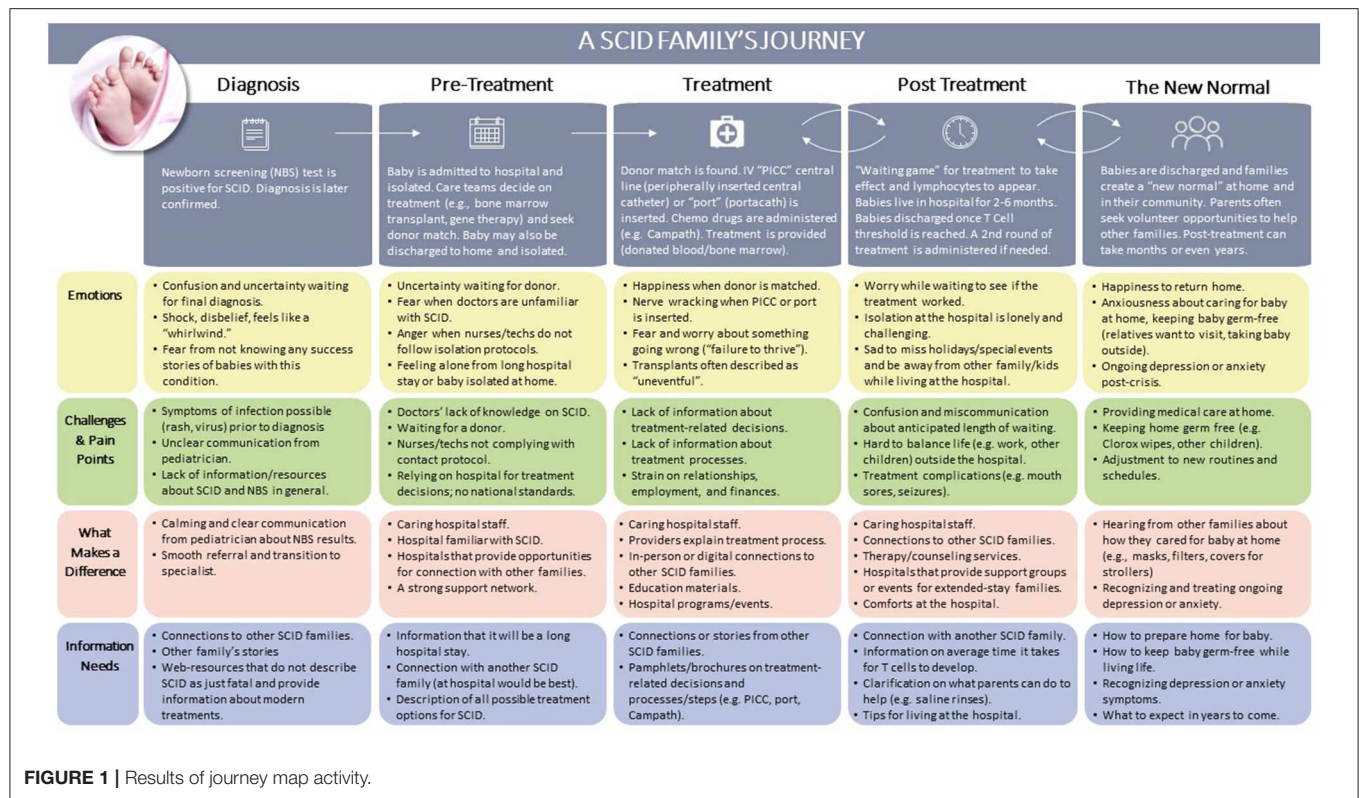 A SCID FAMILY'S JOURNEY
Diagnosis
Pre-Treatment
Treatment
Post Treatment
The New Normal
Newborn screening (NBS) test is
positive for SCID. Diagnosis is later
confirmed.
Baby is admitted to hospital and
isolated. Care teams decide on
treatment (e.g., bone marrow
transplant, gene therapy) and seek
donor match. Baby may also be
discharged to home and isolated.
Donor match is found. IV "PICC" central
line (peripherally inserted central
catheter) or "port" (portacath) is
inserted. Chemo drugs are administered
(e.g. Campath). Treatment is provided
(donated blood/bone marrow).
"Waiting game" for treatment to take
effect and lymphocytes to appear.
Babies live in hospital for 2-6 months.
Babies discharged once T Cell
threshold is reached. A 2nd round of
treatment is administered if needed.
Babies are discharged and families
create a "new normal" at home and
in their community. Parents often
seek volunteer opportunities to help
other families. Post-treatment can
take months or even years.
Emotions
• Confusion and uncertainty waiting
for final diagnosis.
• Shock, disbelief, feels like a
"whirlwind."
• Fear from not knowing any success
stories of babies with this
condition.
• Uncertainty waiting for donor.
• Fear when doctors are unfamiliar
with SCID.
• Anger when nurses/techs do not
follow isolation protocols.
• Feeling alone from long hospital
stay or baby isolated at home.
• Happiness when donor is matched.
• Nerve wracking when PICC or port
is inserted.
• Fear and worry about something
going wrong ("failure to thrive").
• Transplants often described as
"uneventful".
• Worry while waiting to see if the
treatment worked.
• Isolation at the hospital is lonely and
challenging.
• Sad to miss holidays/special events
and be away from other family/kids
while living at the hospital.
• Happiness to return home.
• Anxiousness about caring for baby
at home, keeping baby germ-free
(relatives want to visit, taking baby
outside).
• Ongoing depression or anxiety
post-crisis.
Challenges
& Pain
Points
• Symptoms of infection possible
(rash, virus) prior to diagnosis
• Unclear communication from
pediatrician.
• Lack of information/resources
about SCID and NBS in general.
• Doctors' lack of knowledge on SCID.
• Waiting for a donor.
• Nurses/techs not complying with
contact protocol.
• Relying on hospital for treatment
decisions; no national standards.
• Lack of information about
treatment-related decisions.
• Lack of information about
treatment processes.
• Strain on relationships,
employment, and finances.
• Confusion and miscommunication
about anticipated length of waiting.
• Hard to balance life (e.g. work, other
children) outside the hospital.
• Treatment complications (e.g. mouth
sores, seizures).
• Providing medical care at home.
• Keeping home germ free (e.g.
Clorox wipes, other children).
• Adjustment to new routines and
schedules.
What
Makes a
Difference
• Calming and clear communication
from pediatrician about NBS results.
• Smooth referral and transition to
specialist.
• Caring hospital staff.
• Hospital familiar with SCID.
• Hospitals that provide opportunities
for connection with other families.
• A strong support network.
• Caring hospital staff.
• Providers explain treatment process.
• In-person or digital connections to
other SCID families.
• Education materials.
• Hospital programs/events.
• Caring hospital staff.
• Connections to other SCID families.
• Therapy/counseling services.
• Hospitals that provide support groups
or events for extended-stay families.
• Comforts at the hospital.
• Hearing from other families about
how they cared for baby at home
(e.g., masks, filters, covers for
strollers)
• Recognizing and treating ongoing
depression or anxiety.
Information
Needs
• Connections to other SCID families.
• Other family's stories
• Web-resources that do not describe
SCID as just fatal and provide
information about modern
treatments.
• Information that it will be a long
hospital stay.
• Connection with another SCID
family (at hospital would be best).
• Description of all possible treatment
options for SCID.
• Connections or stories from other
SCID families.
• Pamphlets/brochures on treatment-
related decisions and
processes/steps (e.g. PICC, port,
Campath).
• Connection with another SCID family.
• Information on average time it takes
for T cells to develop.
• Clarification on what parents can do to
help (e.g. saline rinses).
• Tips for living at the hospital.
• How to prepare home for baby.
• How to keep baby germ-free while
living life.
• Recognizing depression or anxiety
symptoms.
• What to expect in years to come.
FIGURE 1 | Results of journey map activity.